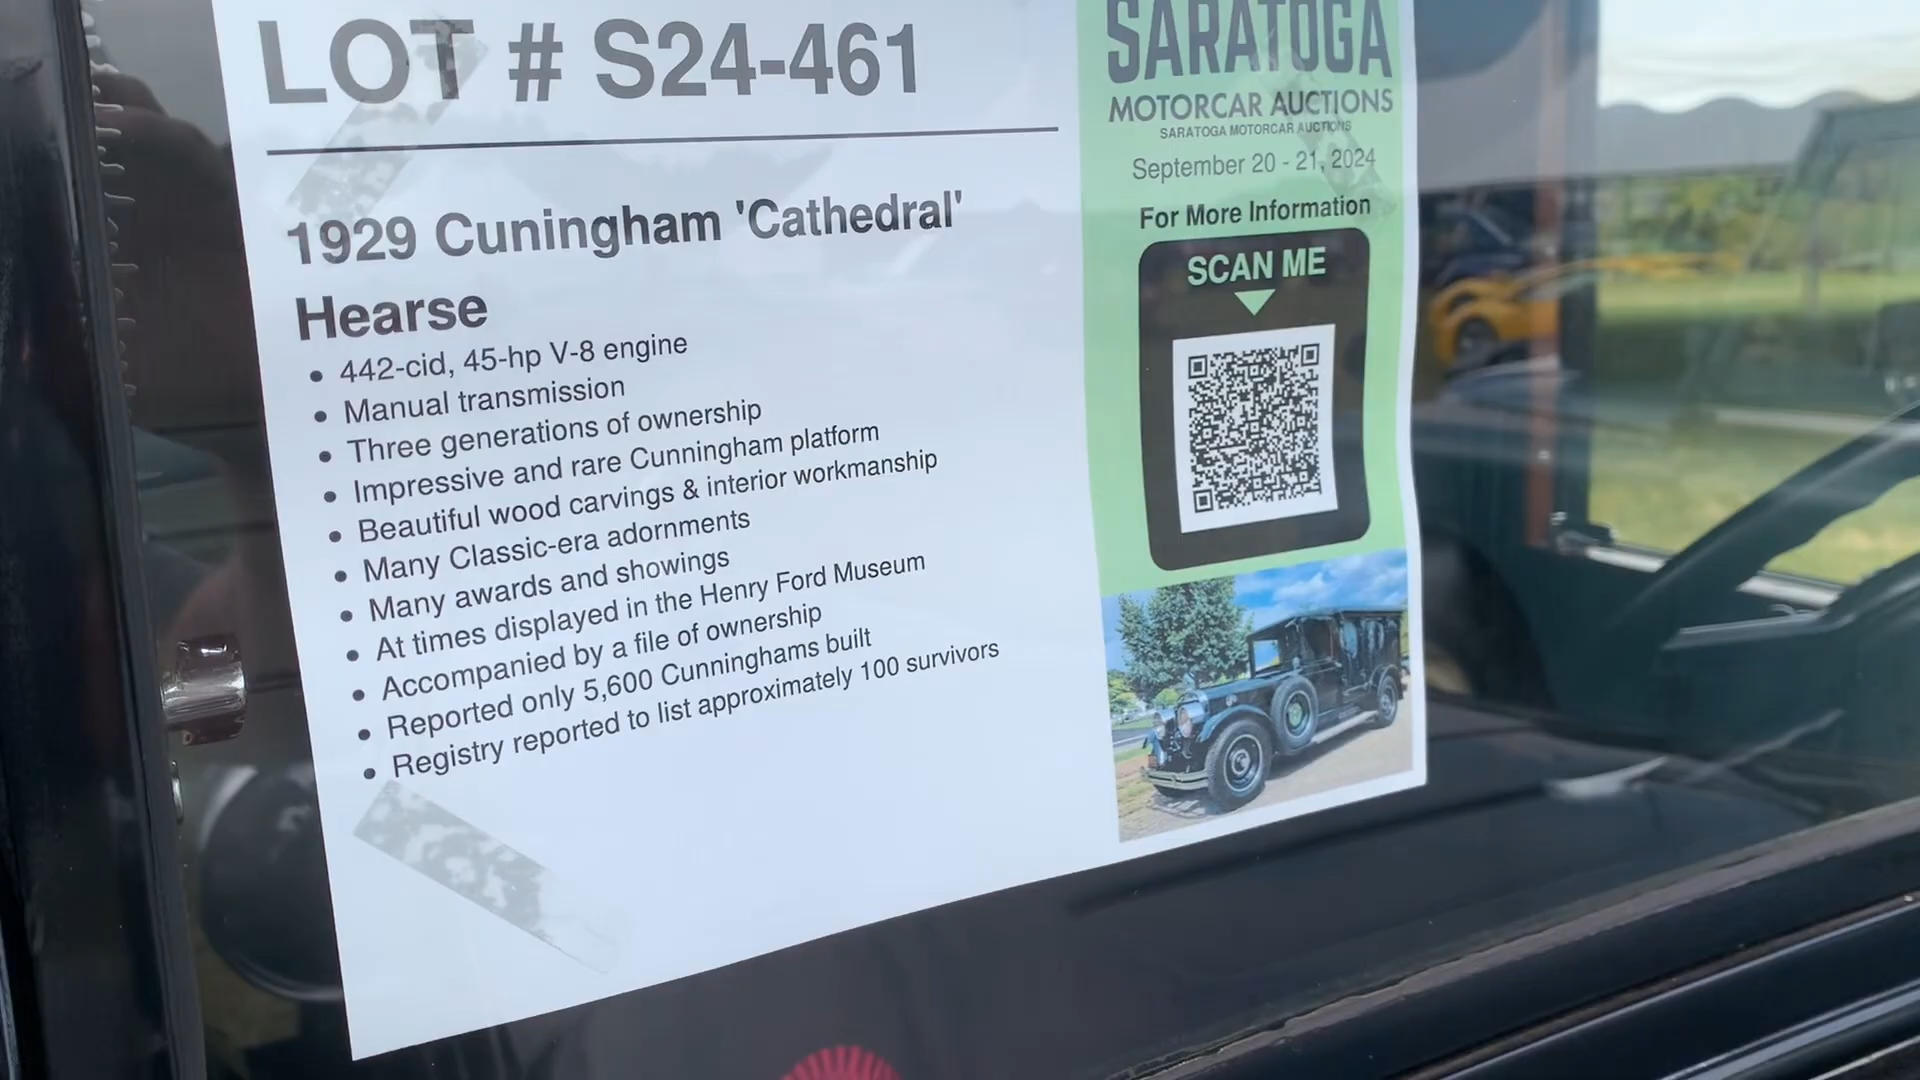 LOT # S24-461
1929 Cuningham 'Cathedral'
Hearse
• 442-cid, 45-hp V-8 engine
• Manual transmission
• Three generations of ownership
• Impressive and rare Cunningham platform
• Beautiful wood carvings & interior workmanship
• Many Classic-era adornments
• Many awards and showings
• At times displayed in the Henry Ford Museum
• Accompanied by a file of ownership
• Reported only 5,600 Cunninghams built
• Registry reported to list approximately 100 survivors
SARATOGA
MOTORCAR AUCTIONS
SARATOGA MOTORCAR AUCTIONS
September 20 - 21, 2024
For More Information
SCAN ME